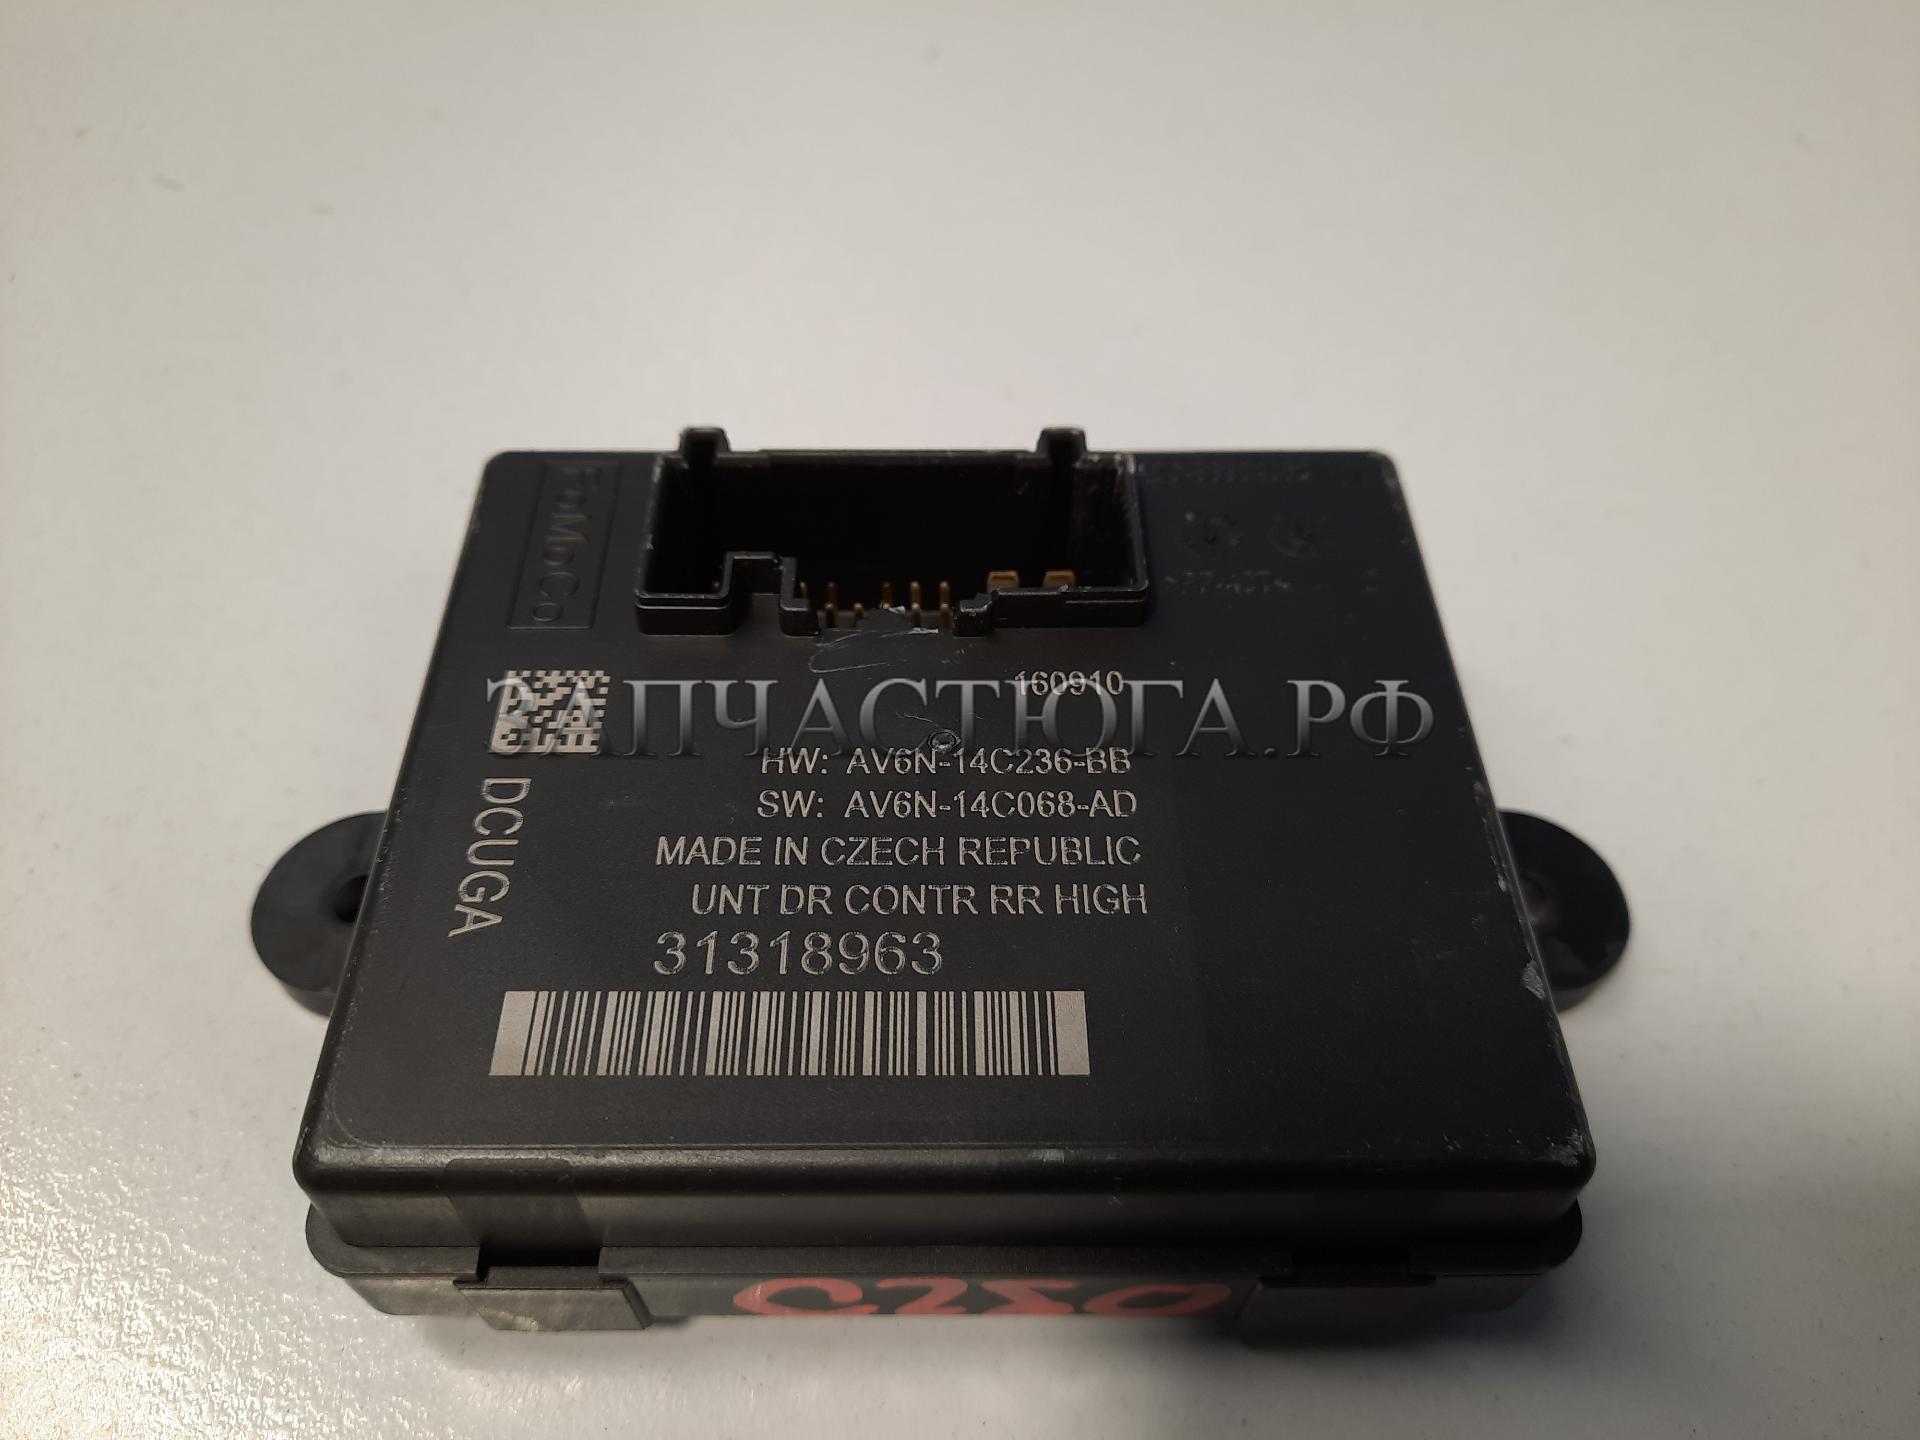 FoMoCo
160910
ЗАПЧАСТЮГА.РФ
HW: AV6N-14C236-BB
SW: AV6N-14C068-AD
DCUGA
MADE IN CZECH REPUBLIC
UNT DR CONTR RR HIGH
31318963